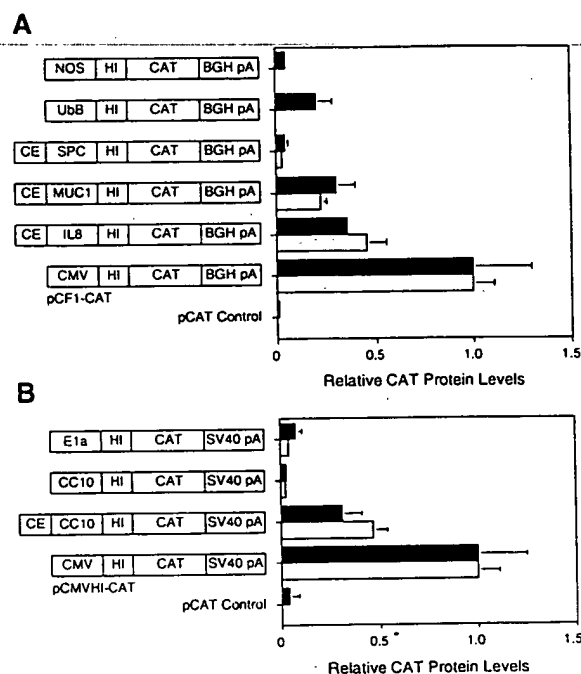 A
NOS HI CAT BGH pA
UbB HI CAT BGH pA
CE SPC HI CAT BGH pA
CE MUC1 HI CAT BGH pA
CE IL8 HI CAT BGH pA
CMV HI CAT BGH pA
pCF1-CAT
pCAT Control
0 0.5 1.0 1.5
Relative CAT Protein Levels
B
E1a HI CAT SV40 pA
CC10 HI CAT SV40 pA
CE CC10 HI CAT SV40 pA
CMV HI CAT SV40 pA
pCMVHI-CAT
pCAT Control
0 0.5 1.0 1.5
Relative CAT Protein Levels